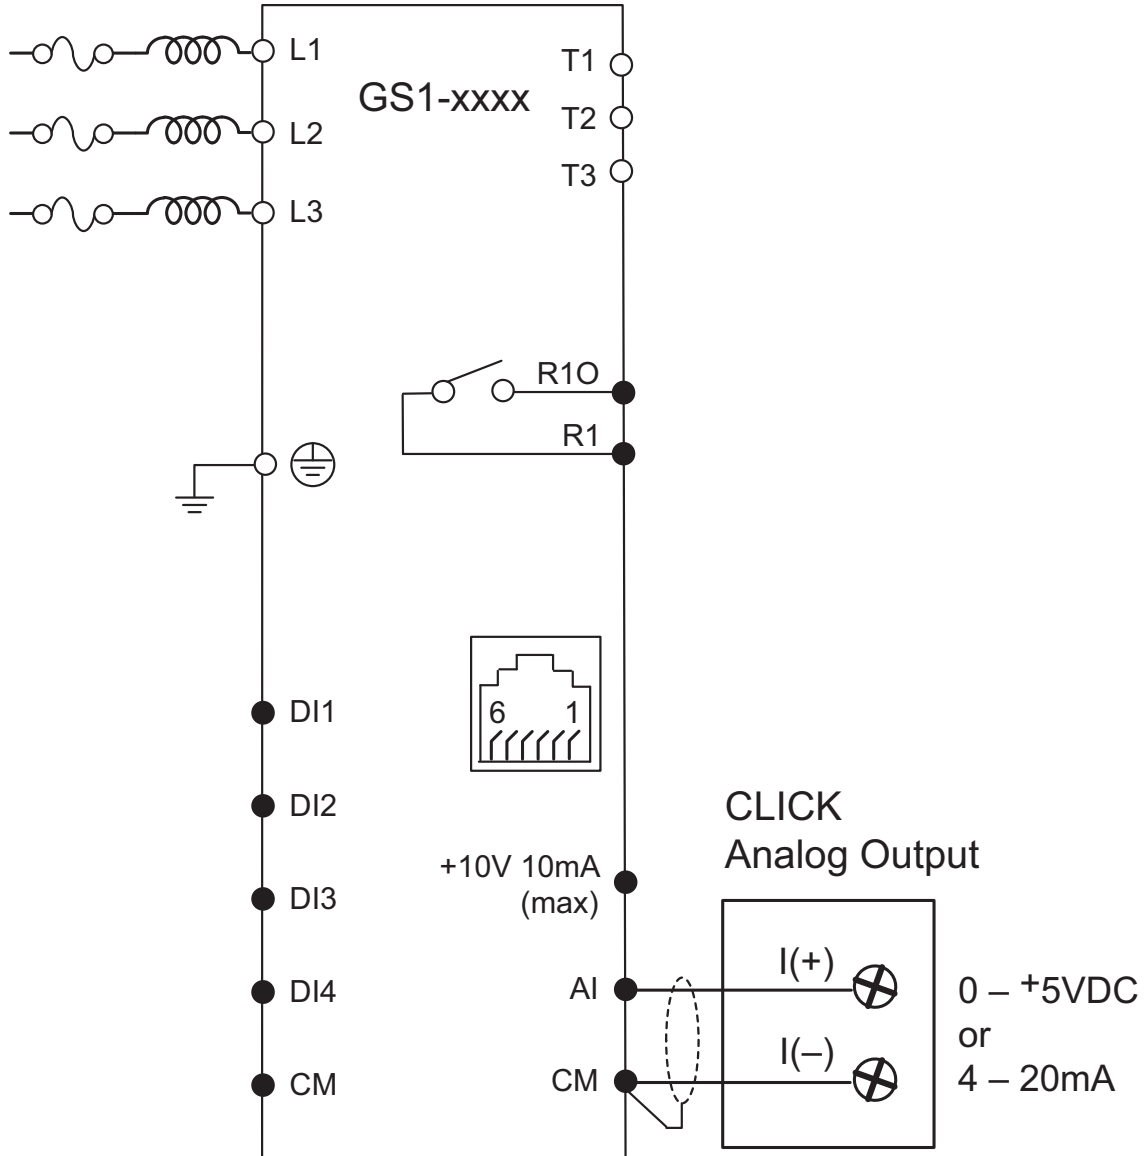 L1
L2
L3
GS1-xxxx
T1
T2
T3
R1O
R1
6 1
DI1
DI2
DI3
DI4
CM
+10V 10mA
(max)
AI
CM
CLICK
Analog Output
I(+)
I(–)
0 – +5VDC
or
4 – 20mA